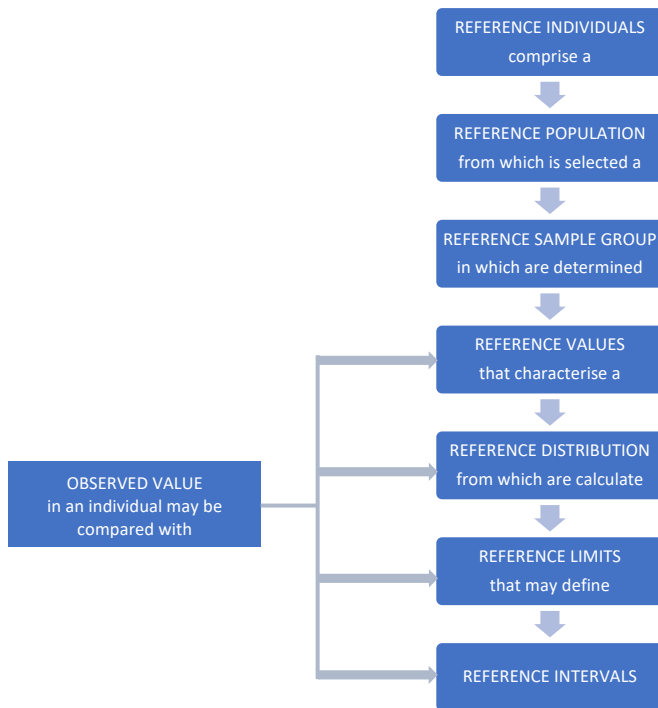 REFERENCE INDIVIDUALS
comprise a
REFERENCE POPULATION
from which is selected a
REFERENCE SAMPLE GROUP
in which are determined
REFERENCE VALUES
that characterise a
REFERENCE DISTRIBUTION
from which are calculate
OBSERVED VALUE
in an individual may be
compared with
REFERENCE LIMITS
that may define
REFERENCE INTERVALS